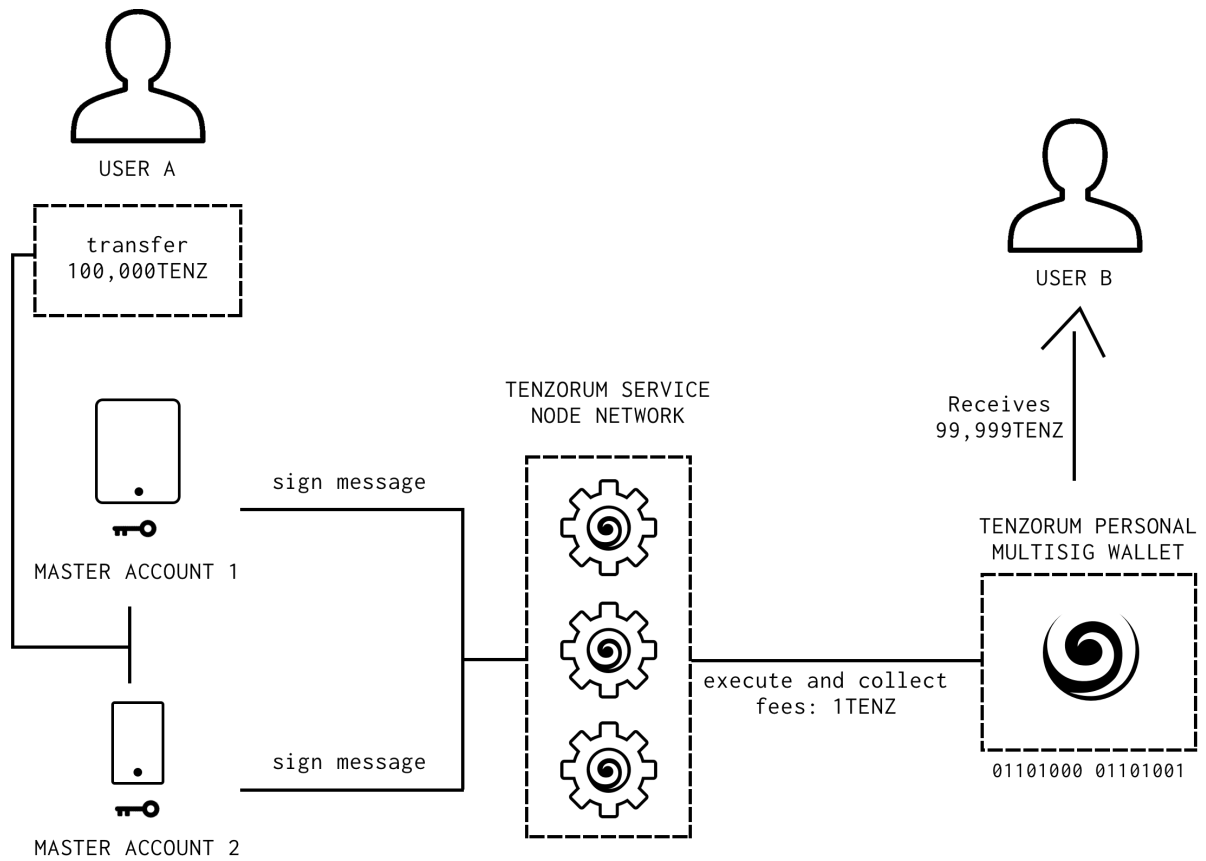 USER A
transfer
100,000TENZ
MASTER ACCOUNT 1
MASTER ACCOUNT 2
sign message
sign message
TENZORUM SERVICE
NODE NETWORK
execute and collect
fees: 1TENZ
USER B
Receives
99,999TENZ
TENZORUM PERSONAL
MULTISIG WALLET
01101000 01101001